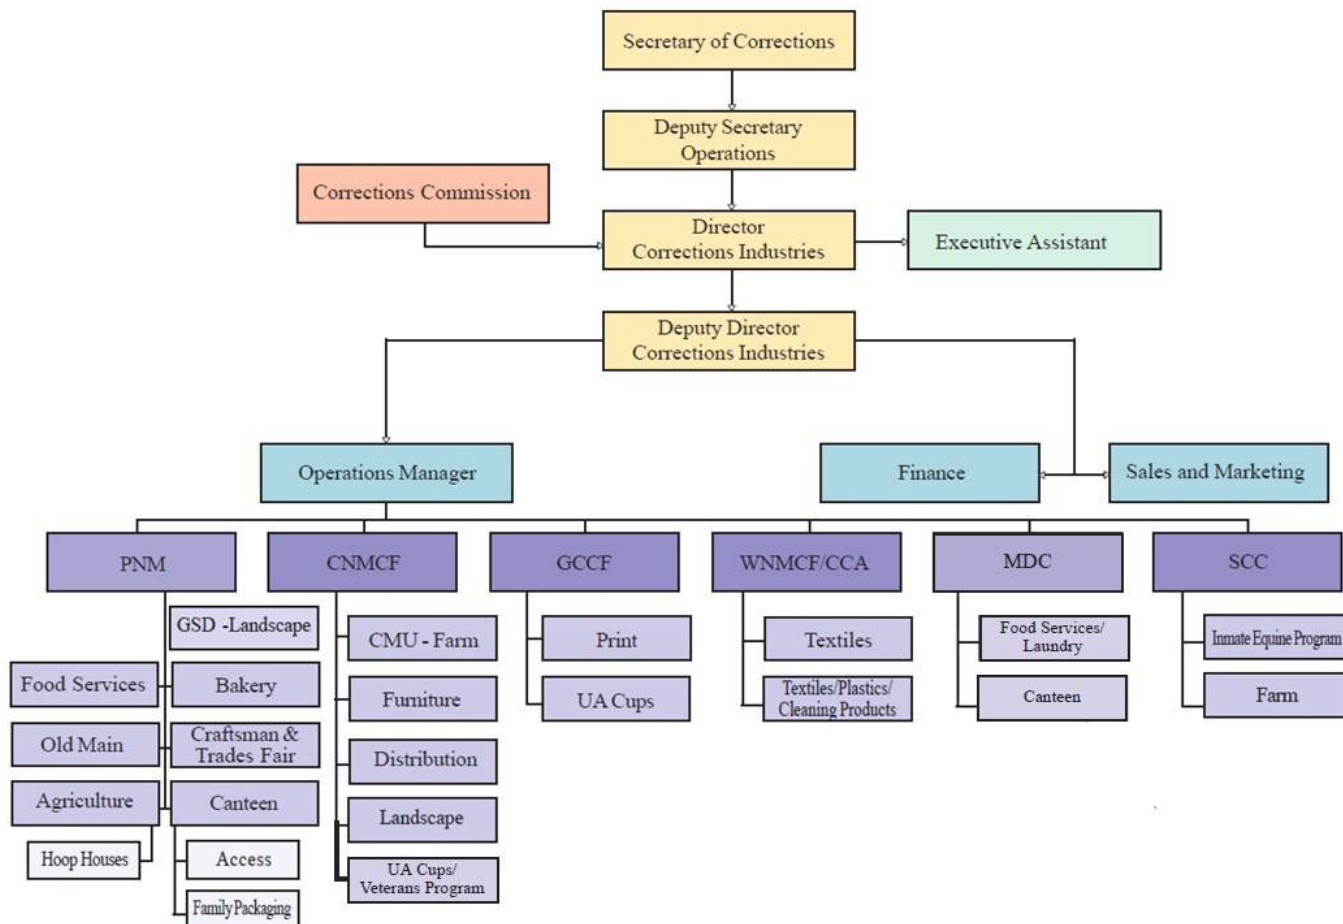 Secretary of Corrections
Deputy Secretary
Operations
Corrections Commission
Director
Corrections Industries
Executive Assistant
Deputy Director
Corrections Industries
Operations Manager
Finance
Sales and Marketing
PNM
CNMCF
GCCF
WNMCF/CCA
MDC
SCC
GSD -Landscape
Food Services
Bakery
Old Main
Craftsman &
Trades Fair
Agriculture
Canteen
Hoop Houses
Access
Family Packaging
CMU - Farm
Furniture
Distribution
Landscape
UA Cups/
Veterans Program
Print
UA Cups
Textiles
Textiles/Plastics/
Cleaning Products
Food Services/
Laundry
Canteen
Inmate Equine Program
Farm